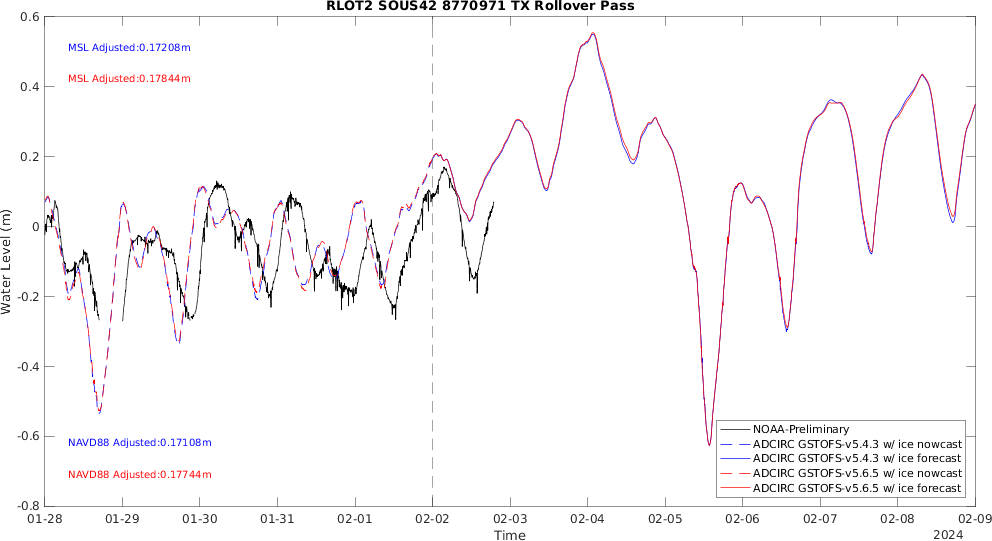 RLOT2 SOUS42 8770971 TX Rollover Pass
0.6
0.4
0.2
0
-0.2
-0.4
-0.6
-0.8
Water Level (m)
MSL Adjusted:0.17208m
MSL Adjusted:0.17844m
NAVD88 Adjusted:0.17108m
NAVD88 Adjusted:0.17744m
NOAA-Preliminary
ADCIRC GSTOFS-v5.4.3 w/ ice nowcast
ADCIRC GSTOFS-v5.4.3 w/ ice forecast
ADCIRC GSTOFS-v5.6.5 w/ ice nowcast
ADCIRC GSTOFS-v5.6.5 w/ ice forecast
01-28 01-29 01-30 01-31 02-01 02-02 02-03 02-04 02-05 02-06 02-07 02-08 02-09
Time
2024